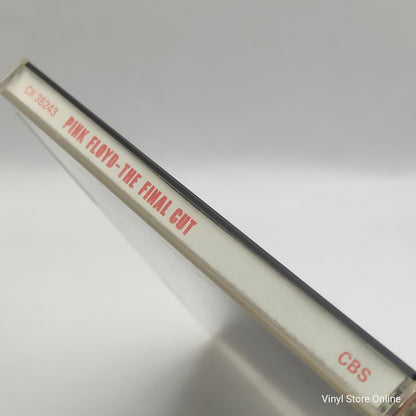 CK 38243 PINK FLOYD-THE FINAL CUT CBS
Vinyl Store Online